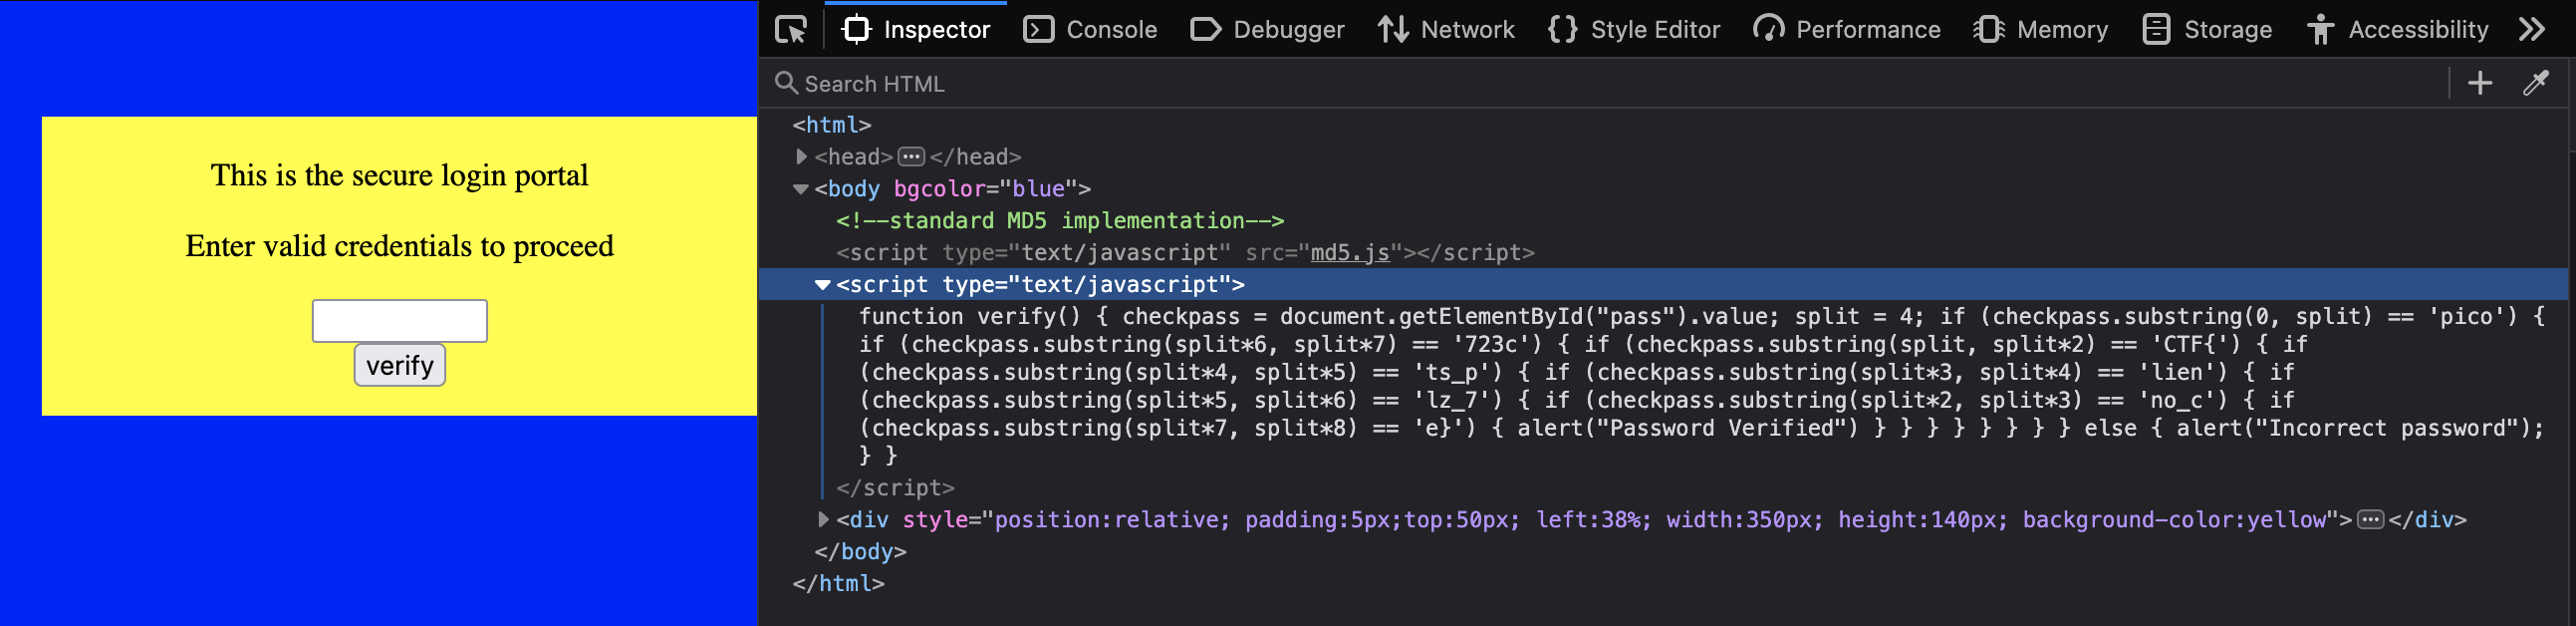 This is the secure login portal
Enter valid credentials to proceed
verify
Inspector Console Debugger Network Style Editor Performance Memory Storage Accessibility
Search HTML
<html>
<head></head>
<body bgcolor="blue">
<!--standard MD5 implementation-->
<script type="text/javascript" src="md5.js"></script>
<script type="text/javascript">
function verify() { checkpass = document.getElementById("pass").value; split = 4; if (checkpass.substring(0, split) == 'pico') {
if (checkpass.substring(split*6, split*7) == '723c') { if (checkpass.substring(split, split*2) == 'CTF{') { if
(checkpass.substring(split*4, split*5) == 'ts_p') { if (checkpass.substring(split*3, split*4) == 'lien') { if
(checkpass.substring(split*5, split*6) == 'lz_7') { if (checkpass.substring(split*2, split*3) == 'no_c') { if
(checkpass.substring(split*7, split*8) == 'e}') { alert("Password Verified") } } } } } } } } else { alert("Incorrect password");
} }
</script>
<div style="position:relative; padding:5px;top:50px; left:38%; width:350px; height:140px; background-color:yellow"></div>
</body>
</html>